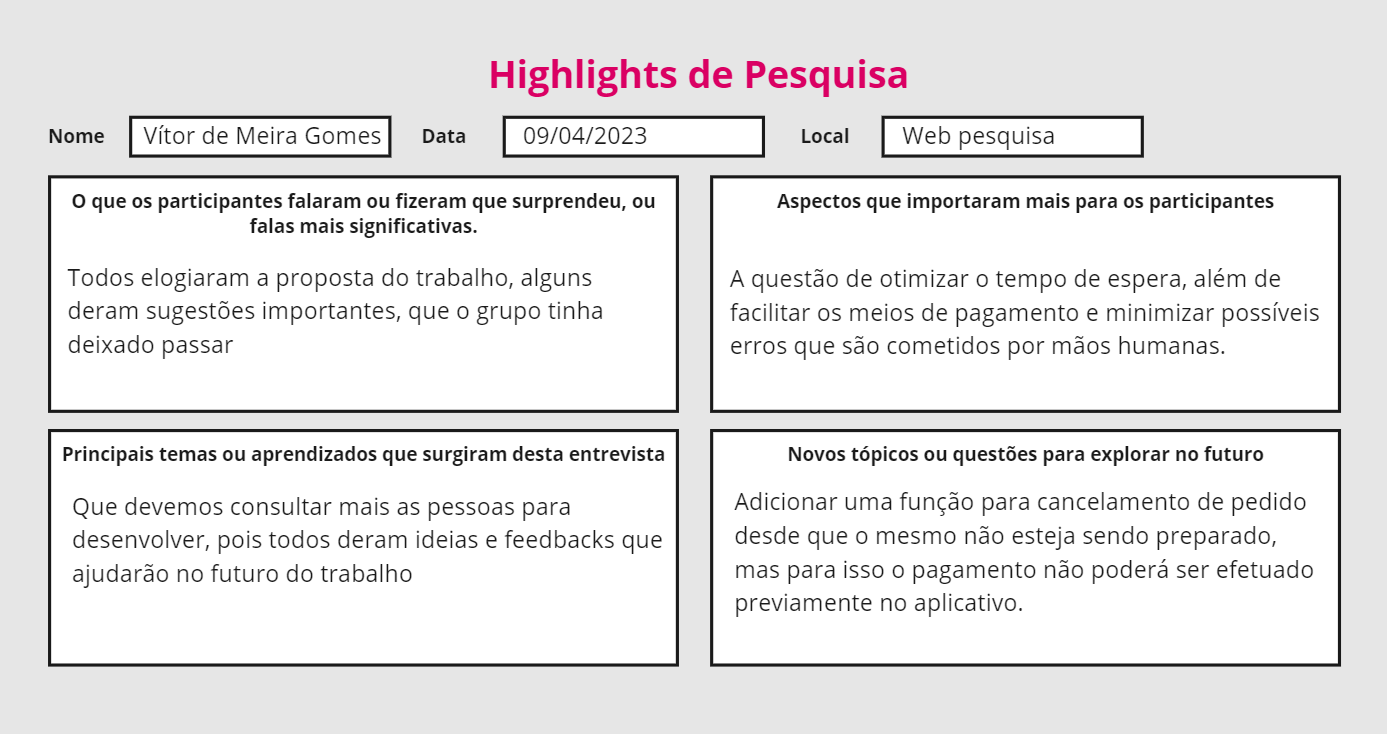 Highlights de Pesquisa
Nome
Vítor de Meira Gomes
Data
09/04/2023
Local
Web pesquisa
O que os participantes falaram ou fizeram que surprendeu, ou
falas mais significativas.
Todos elogiaram a proposta do trabalho, alguns
deram sugestões importantes, que o grupo tinha
deixado passar
Aspectos que importaram mais para os participantes
A questão de otimizar o tempo de espera, além de
facilitar os meios de pagamento e minimizar possíveis
erros que são cometidos por mãos humanas.
Principais temas ou aprendizados que surgiram desta entrevista
Que devemos consultar mais as pessoas para
desenvolver, pois todos deram ideias e feedbacks que
ajudarão no futuro do trabalho
Novos tópicos ou questões para explorar no futuro
Adicionar uma função para cancelamento de pedido
desde que o mesmo não esteja sendo preparado,
mas para isso o pagamento não poderá ser efetuado
previamente no aplicativo.